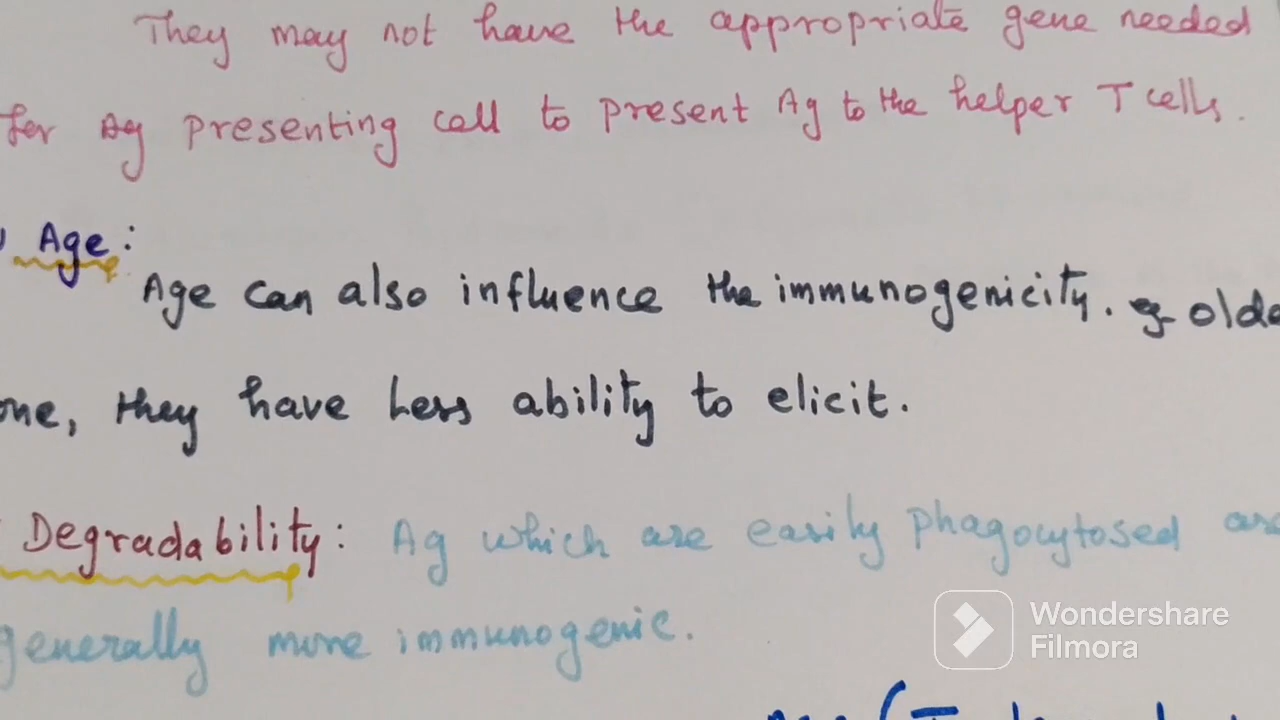 They may not have the appropriate gene needed
for Ag presenting cell to present Ag to the helper T cells.
Age:
Age can also influence the immunogenicity. eg olde
one, they have less ability to elicit.
Degradability: Ag which are easily phagocytosed are
generally more immunogenic.
Wondershare
Filmora